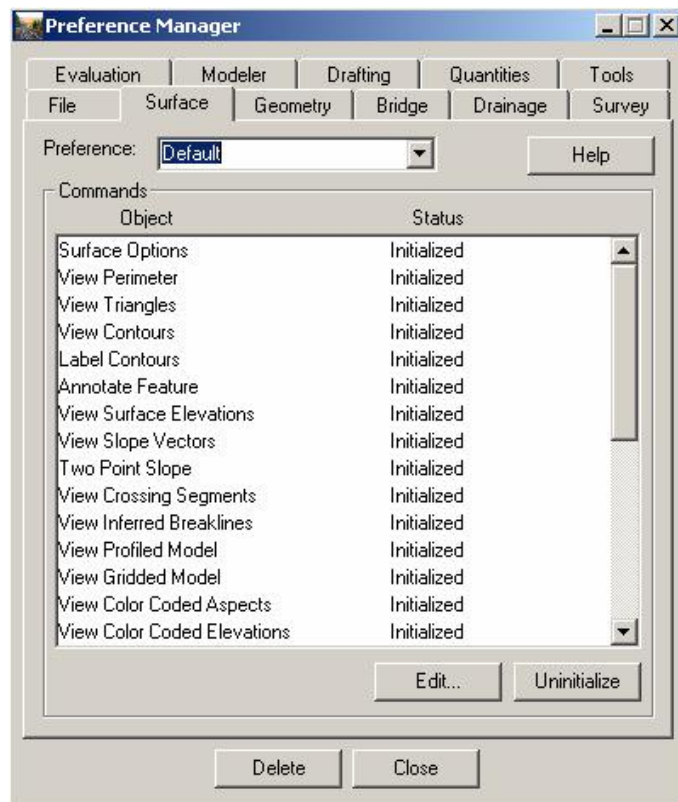 Preference Manager
Evaluation Modeler Drafting Quantities Tools
File Surface Geometry Bridge Drainage Survey
Preference: Default Help
Commands
Object Status
Surface Options Initialized
View Perimeter Initialized
View Triangles Initialized
View Contours Initialized
Label Contours Initialized
Annotate Feature Initialized
View Surface Elevations Initialized
View Slope Vectors Initialized
Two Point Slope Initialized
View Crossing Segments Initialized
View Inferred Breaklines Initialized
View Profiled Model Initialized
View Gridded Model Initialized
View Color Coded Aspects Initialized
View Color Coded Elevations Initialized
Edit... Uninitialize
Delete Close